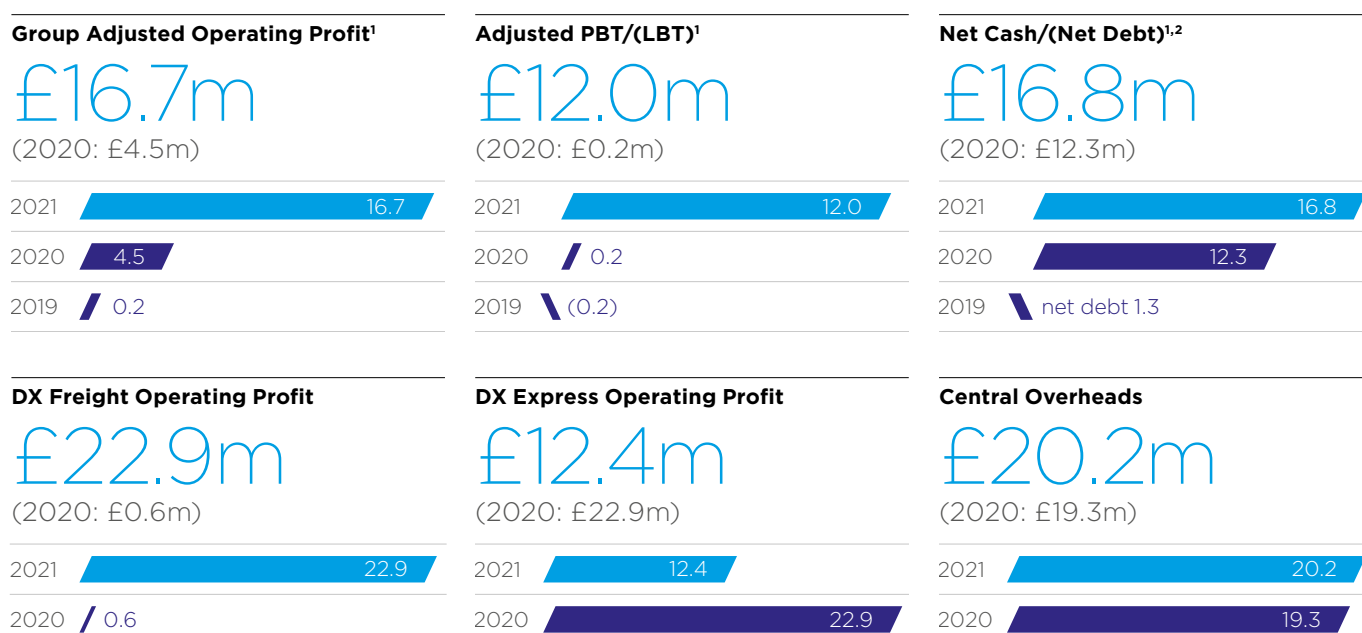 Group Adjusted Operating Profit¹
£16.7m
(2020: £4.5m)
2021 16.7
2020 4.5
2019 0.2
Adjusted PBT/(LBT)¹
£12.0m
(2020: £0.2m)
2021 12.0
2020 0.2
2019 (0.2)
Net Cash/(Net Debt)¹,²
£16.8m
(2020: £12.3m)
2021 16.8
2020 12.3
2019 net debt 1.3
DX Freight Operating Profit
£22.9m
(2020: £0.6m)
2021 22.9
2020 0.6
DX Express Operating Profit
£12.4m
(2020: £22.9m)
2021 12.4
2020 22.9
Central Overheads
£20.2m
(2020: £19.3m)
2021 20.2
2020 19.3